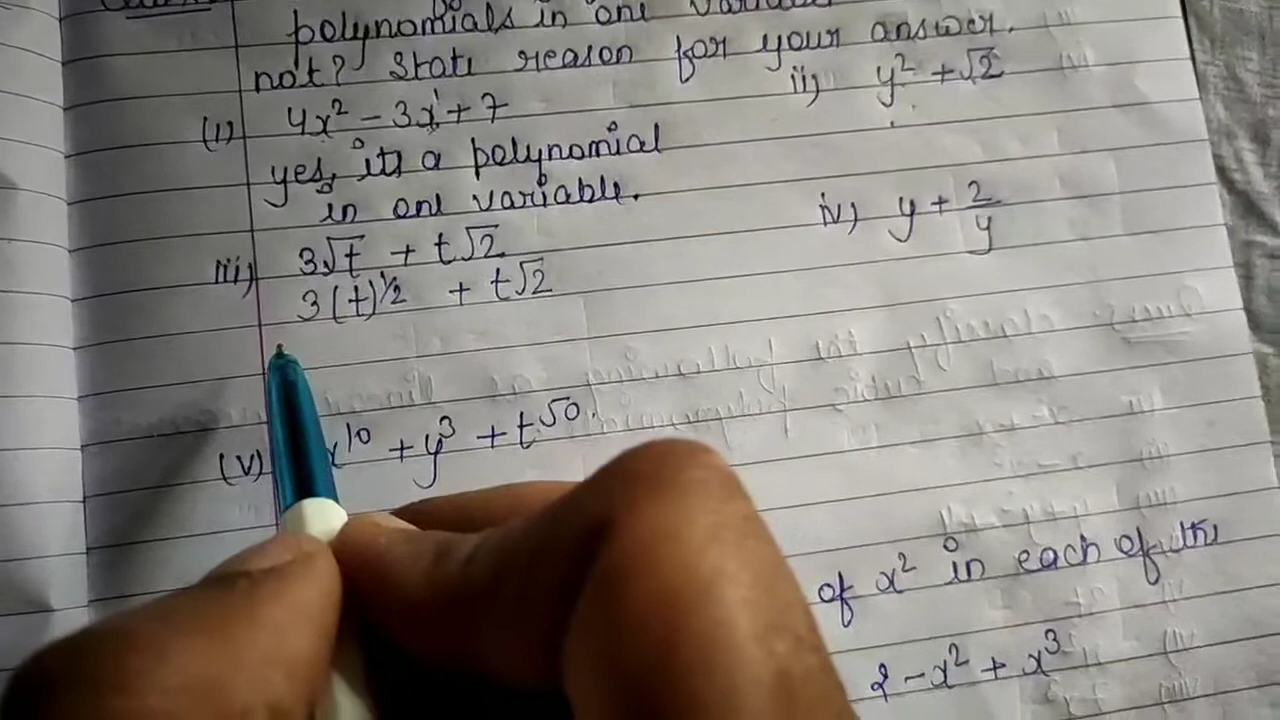 polynomials in one
not? State reason for your answer.
(i) 4x² - 3x¹ + 7
ii) y² + √2
yes, its a polynomial
in one variable.
iii) 3√t + t√2
iv) y + 2/y
3(t)^1/2 + t√2
(v) x¹⁰ + y³ + t^50.
of x² in each of the
2 - x² + x³